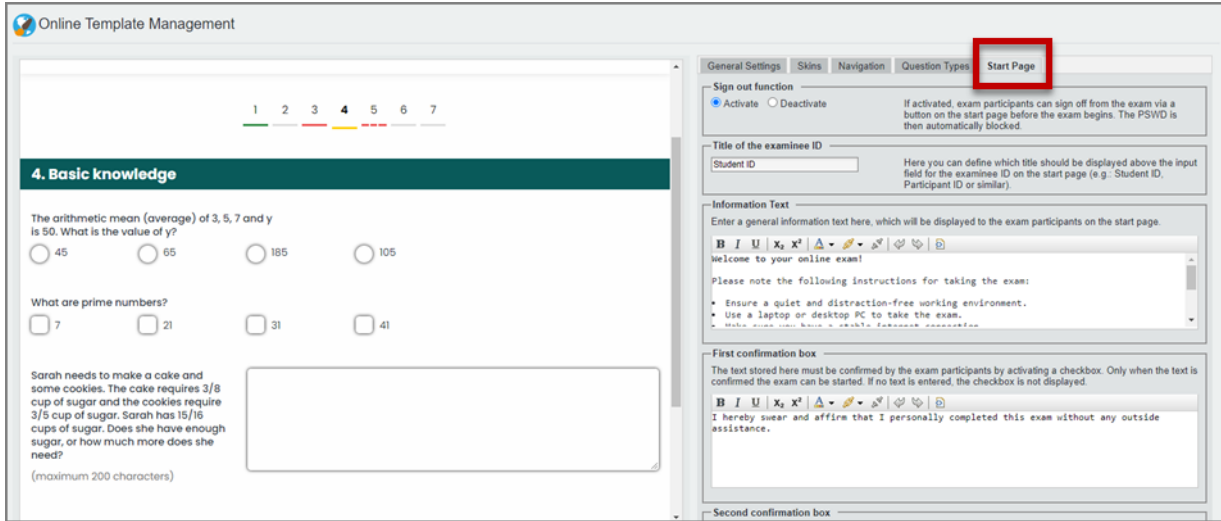 Online Template Management
1 2 3 4 5 6 7
4. Basic knowledge
The arithmetic mean (average) of 3, 5, 7 and y
is 50. What is the value of y?
45 65 185 105
What are prime numbers?
7 21 31 41
Sarah needs to make a cake and
some cookies. The cake requires 3/8
cup of sugar and the cookies require
3/5 cup of sugar. Sarah has 15/16
cups of sugar. Does she have enough
sugar, or how much more does she
need?
(maximum 200 characters)
General Settings Skins Navigation Question Types Start Page
Sign out function
Activate Deactivate
If activated, exam participants can sign off from the exam via a
button on the start page before the exam begins. The PSWD is
then automatically blocked.
Title of the examinee ID
Student ID
Here you can define which title should be displayed above the input
field for the examinee ID on the start page (e.g.: Student ID,
Participant ID or similar).
Information Text
Enter a general information text here, which will be displayed to the exam participants on the start page.
B I U X₂ X² A
Welcome to your online exam!
Please note the following instructions for taking the exam:
• Ensure a quiet and distraction-free working environment.
• Use a laptop or desktop PC to take the exam.
• Make sure you have a stable internet connection
First confirmation box
The text stored here must be confirmed by the exam participants by activating a checkbox. Only when the text is
confirmed the exam can be started. If no text is entered, the checkbox is not displayed.
B I U X₂ X² A
I hereby swear and affirm that I personally completed this exam without any outside
assistance.
Second confirmation box